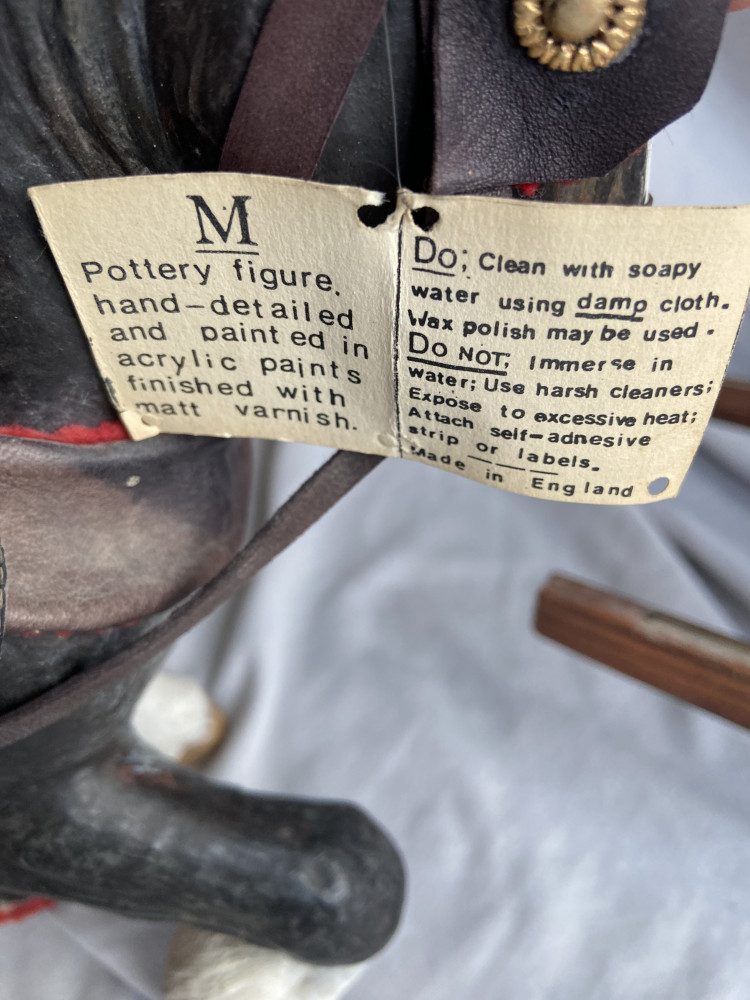 M
Pottery figure.
hand-detailed
and painted in
acrylic paints
finished with
matt varnish.
Do; Clean with soapy
water using damp cloth.
Wax polish may be used.
Do NOT; Immerse in
water; Use harsh cleaners;
Expose to excessive heat;
Attach self-adnesive
strip or labels.
Made in England